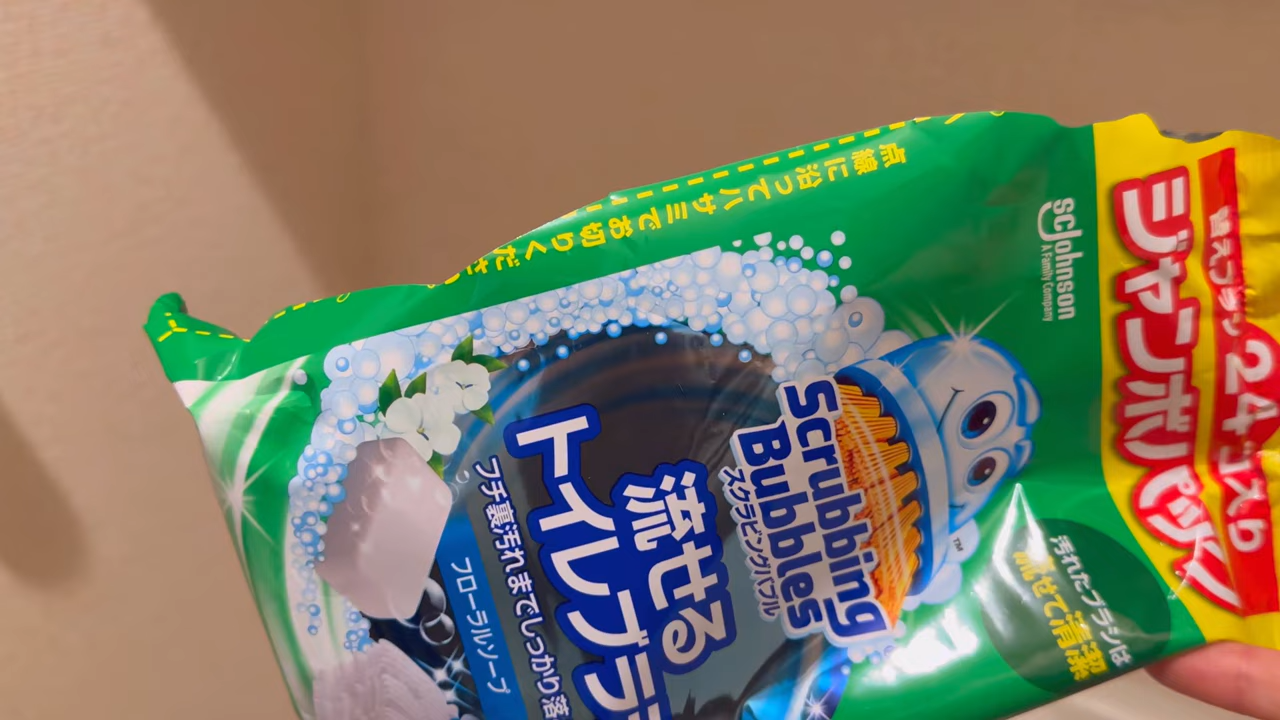 替えブラシ24コ入り
ジャンボパック
scjohnson
A Family Company
点線に沿ってハサミでお切りください
汚れたブラシは
流せて清潔
Scrubbing
Bubbles
™
スクラビングバブル
流せる
トイレブラ
フチ裏汚れまでしっかり落
フローラルソープ